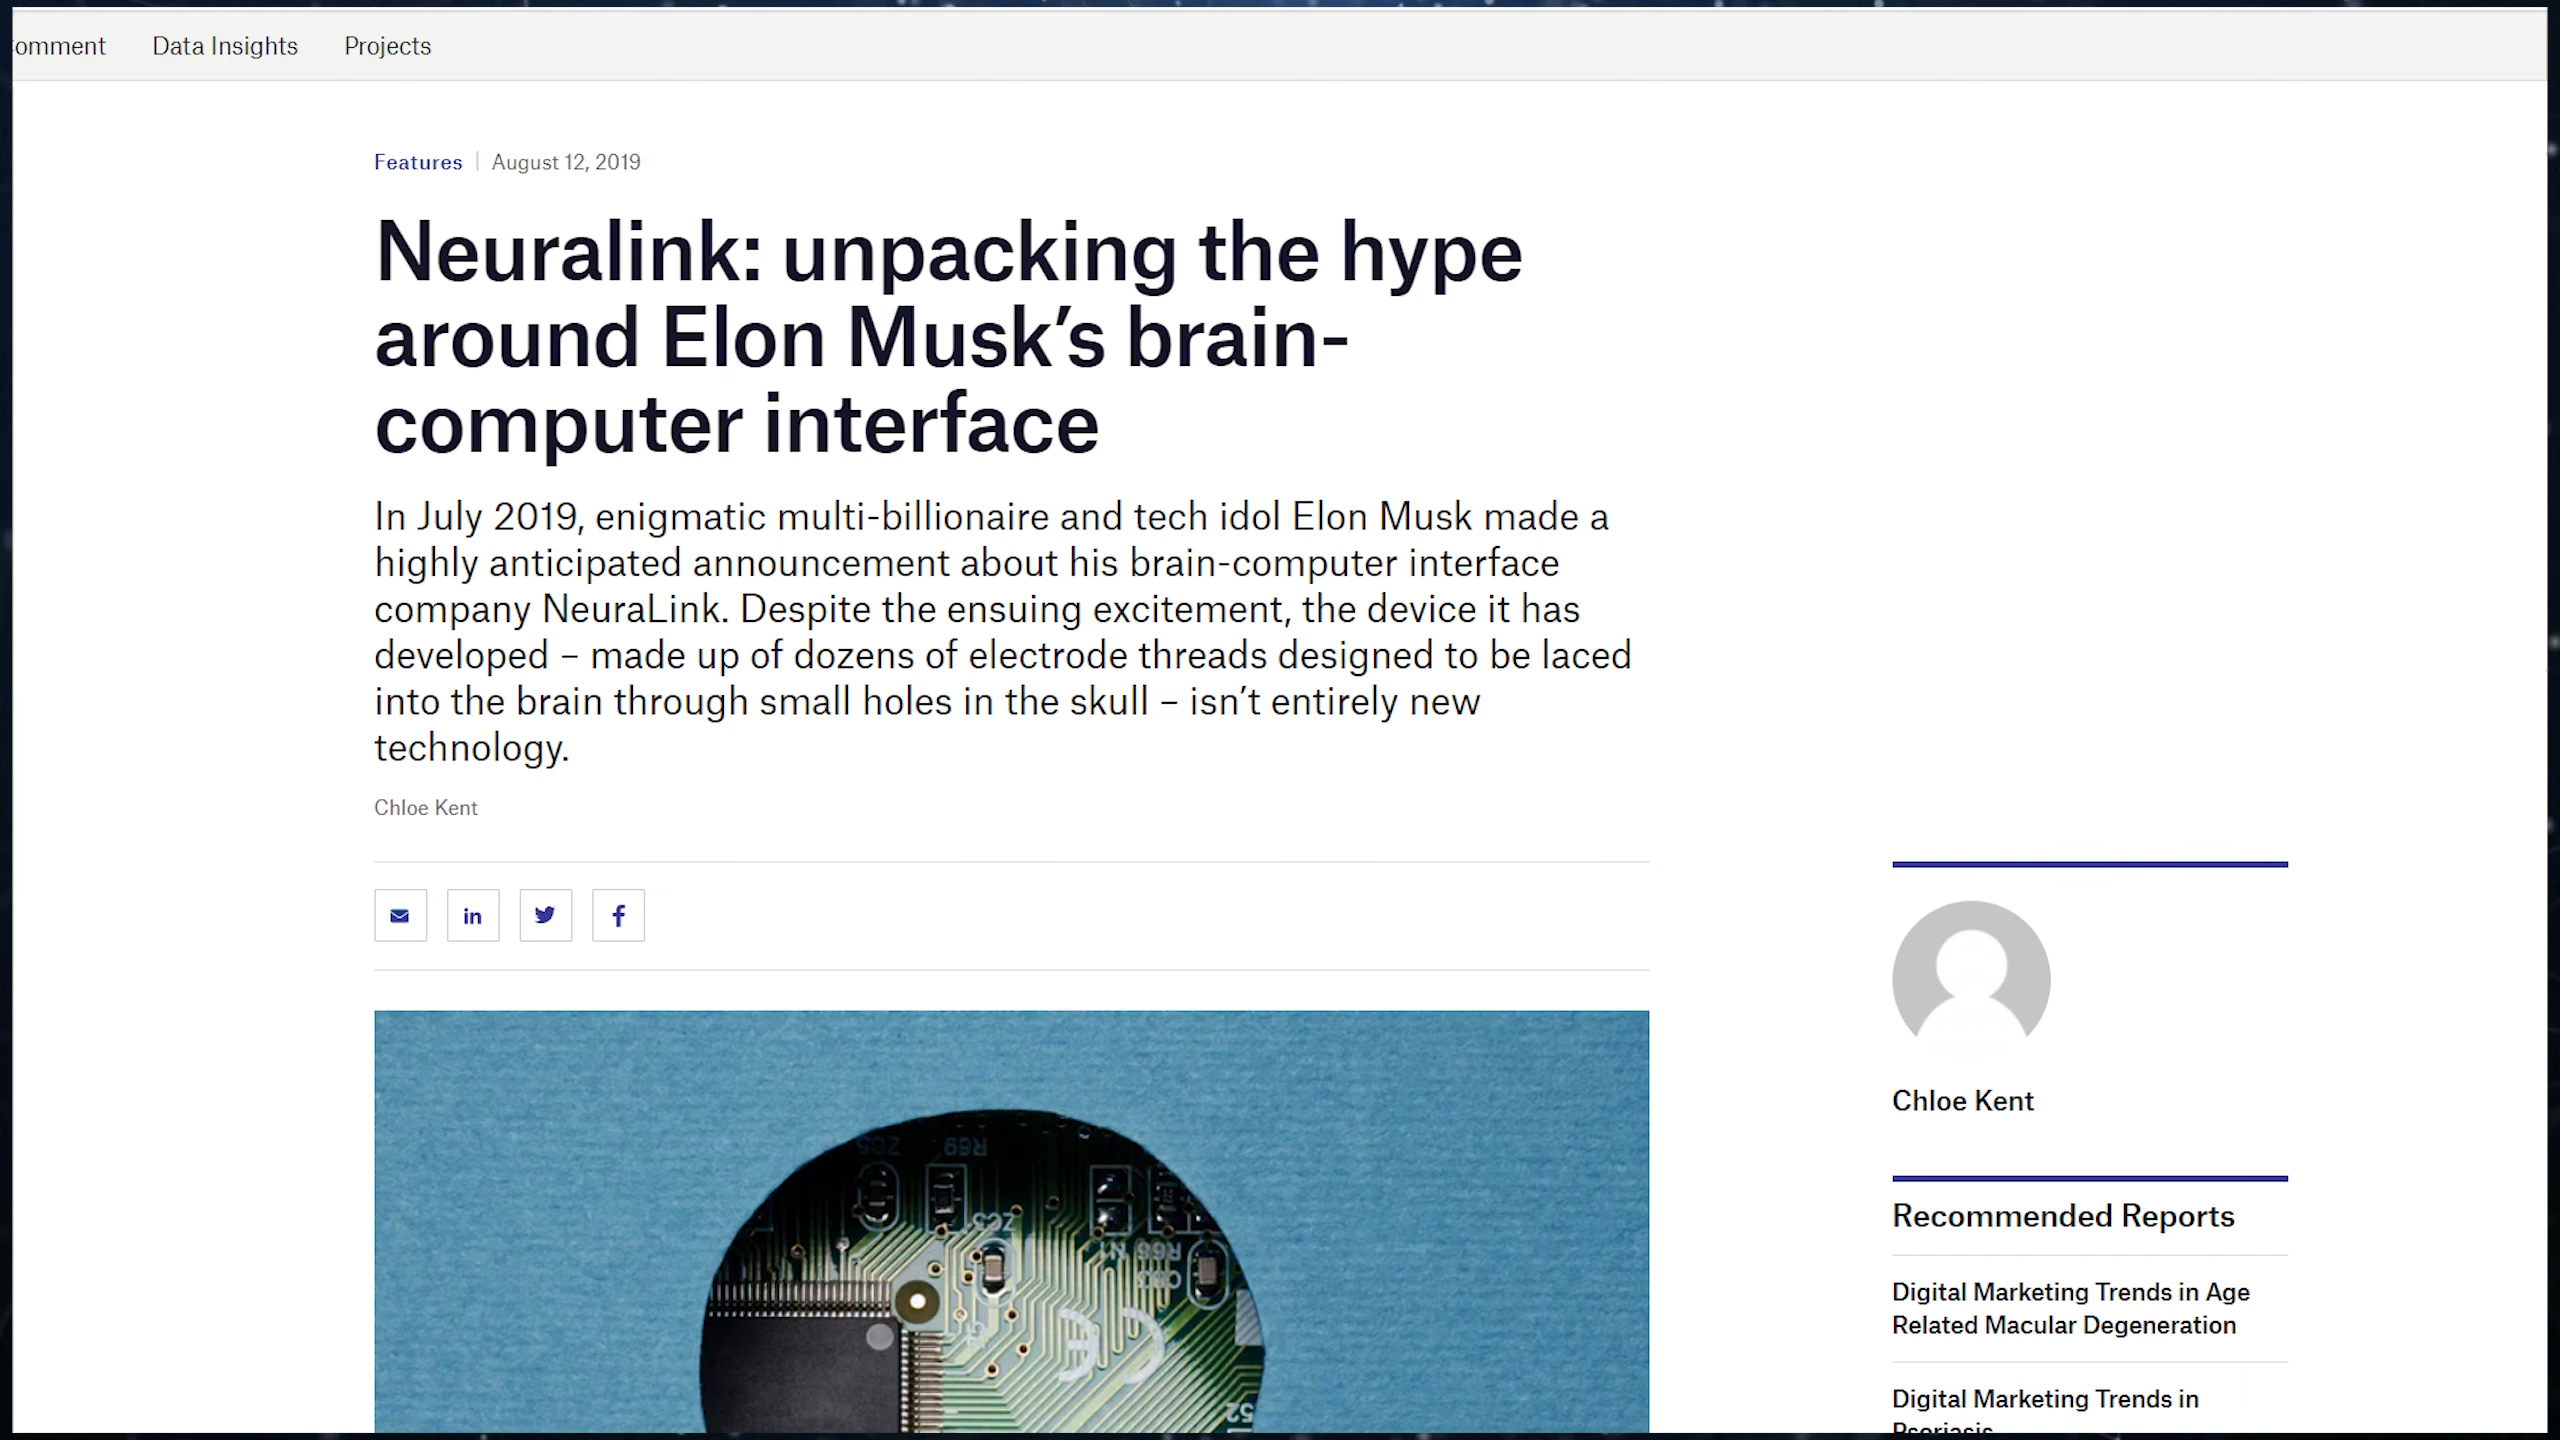 omment Data Insights Projects
Features | August 12, 2019
Neuralink: unpacking the hype
around Elon Musk’s brain-
computer interface
In July 2019, enigmatic multi-billionaire and tech idol Elon Musk made a
highly anticipated announcement about his brain-computer interface
company NeuraLink. Despite the ensuing excitement, the device it has
developed – made up of dozens of electrode threads designed to be laced
into the brain through small holes in the skull – isn’t entirely new
technology.
Chloe Kent
Chloe Kent
Recommended Reports
Digital Marketing Trends in Age
Related Macular Degeneration
Digital Marketing Trends in
Psoriasis